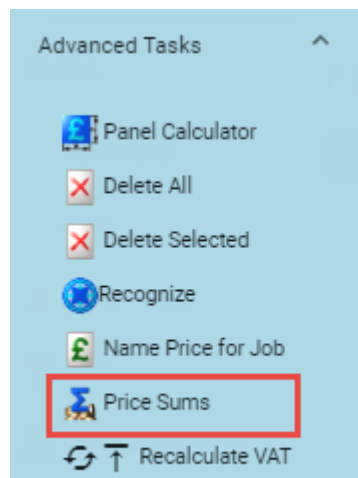 Advanced Tasks
Panel Calculator
Delete All
Delete Selected
Recognize
Name Price for Job
Price Sums
Recalculate VAT